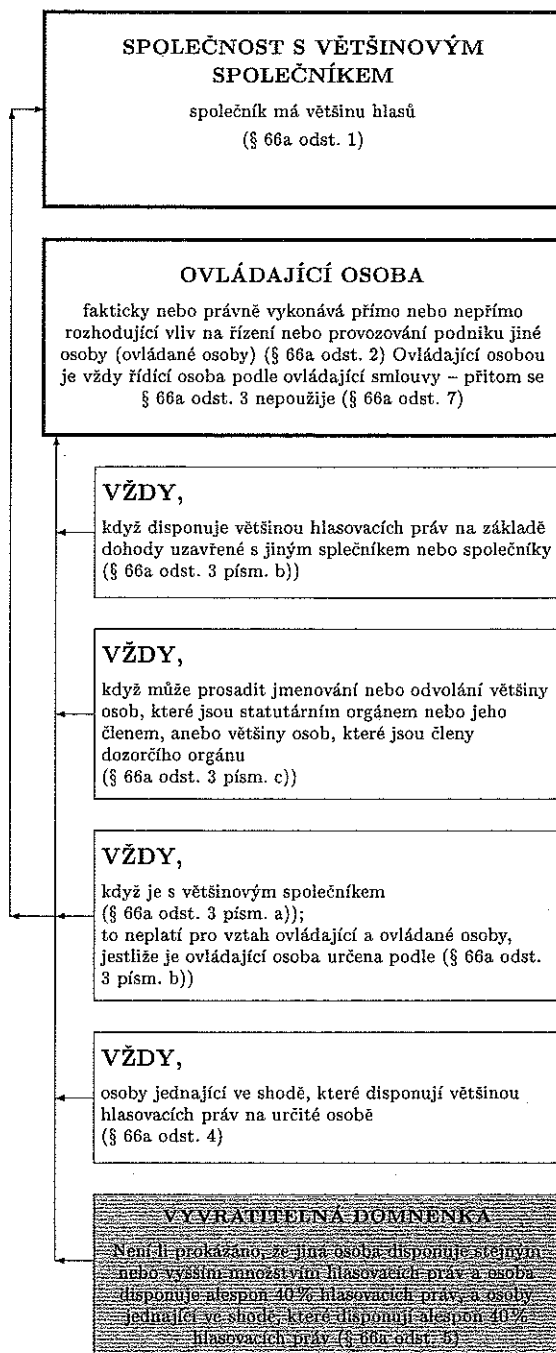 SPOLEČNOST S VĚTŠINOVÝM
SPOLEČNÍKEM
společník má většinu hlasů
(§ 66a odst. 1)
OVLÁDAJÍCÍ OSOBA
fakticky nebo právně vykonává přímo nebo nepřímo
rozhodující vliv na řízení nebo provozování podniku jiné
osoby (ovládané osoby) (§ 66a odst. 2) Ovládající osobou
je vždy řídící osoba podle ovládající smlouvy – přitom se
§ 66a odst. 3 nepoužije (§ 66a odst. 7)
VŽDY,
když disponuje většinou hlasovacích práv na základě
dohody uzavřené s jiným splečníkem nebo společníky
(§ 66a odst. 3 písm. b))
VŽDY,
když může prosadit jmenování nebo odvolání většiny
osob, které jsou statutárním orgánem nebo jeho
členem, anebo většiny osob, které jsou členy
dozorčího orgánu
(§ 66a odst. 3 písm. c))
VŽDY,
když je s většinovým společníkem
(§ 66a odst. 3 písm. a));
to neplatí pro vztah ovládající a ovládané osoby,
jestliže je ovládající osoba určena podle (§ 66a odst.
3 písm. b))
VŽDY,
osoby jednající ve shodě, které disponují většinou
hlasovacích práv na určité osobě
(§ 66a odst. 4)
VYVRATITELNÁ DOMNĚNKA
Není-li prokázáno, že jiná osoba disponuje stejným
nebo vyšším množstvím hlasovacích práv a osoba
disponuje alespoň 40% hlasovacích práv, a osoby
jednající ve shodě, které disponují alespoň 40%
hlasovacích práv (§ 66a odst. 5)